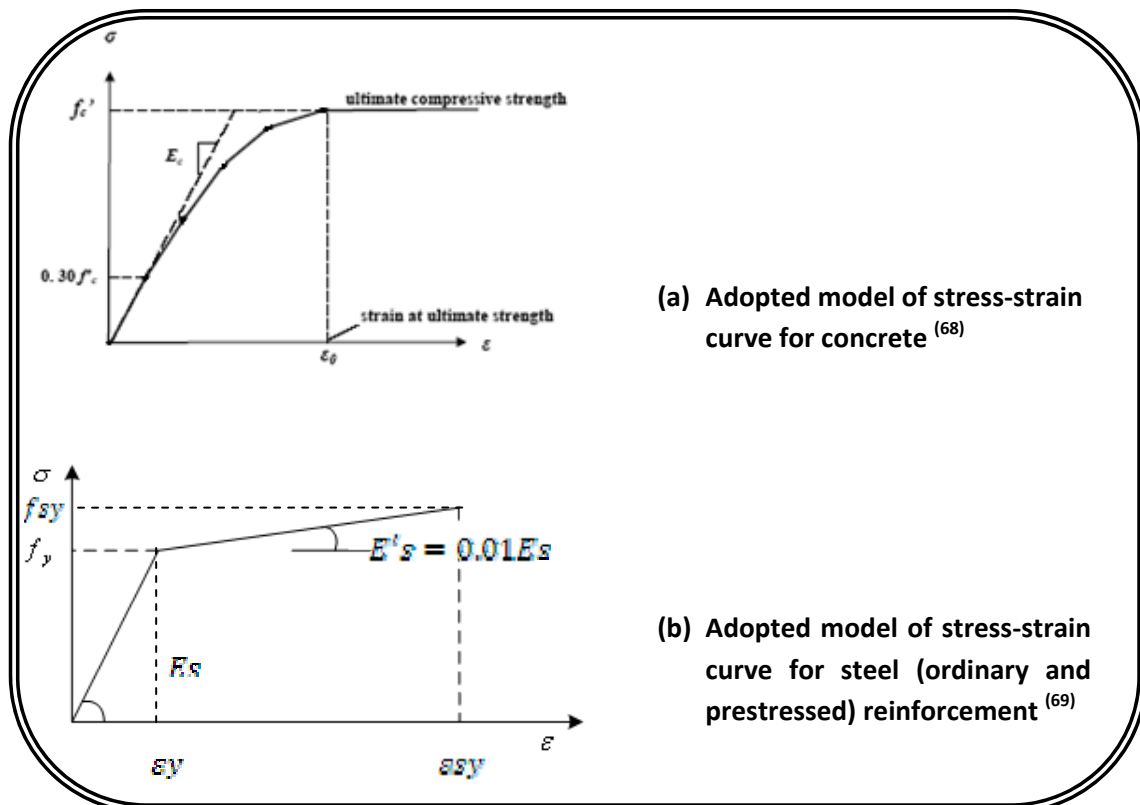 σ
fc'
ultimate compressive strength
Ec
0.30f'c
strain at ultimate strength
ε0
ε
(a) Adopted model of stress-strain
curve for concrete (68)
σ
fsy
fy
E^t s = 0.01Es
Es
ε
εy
εsy
(b) Adopted model of stress-strain
curve for steel (ordinary and
prestressed) reinforcement (69)